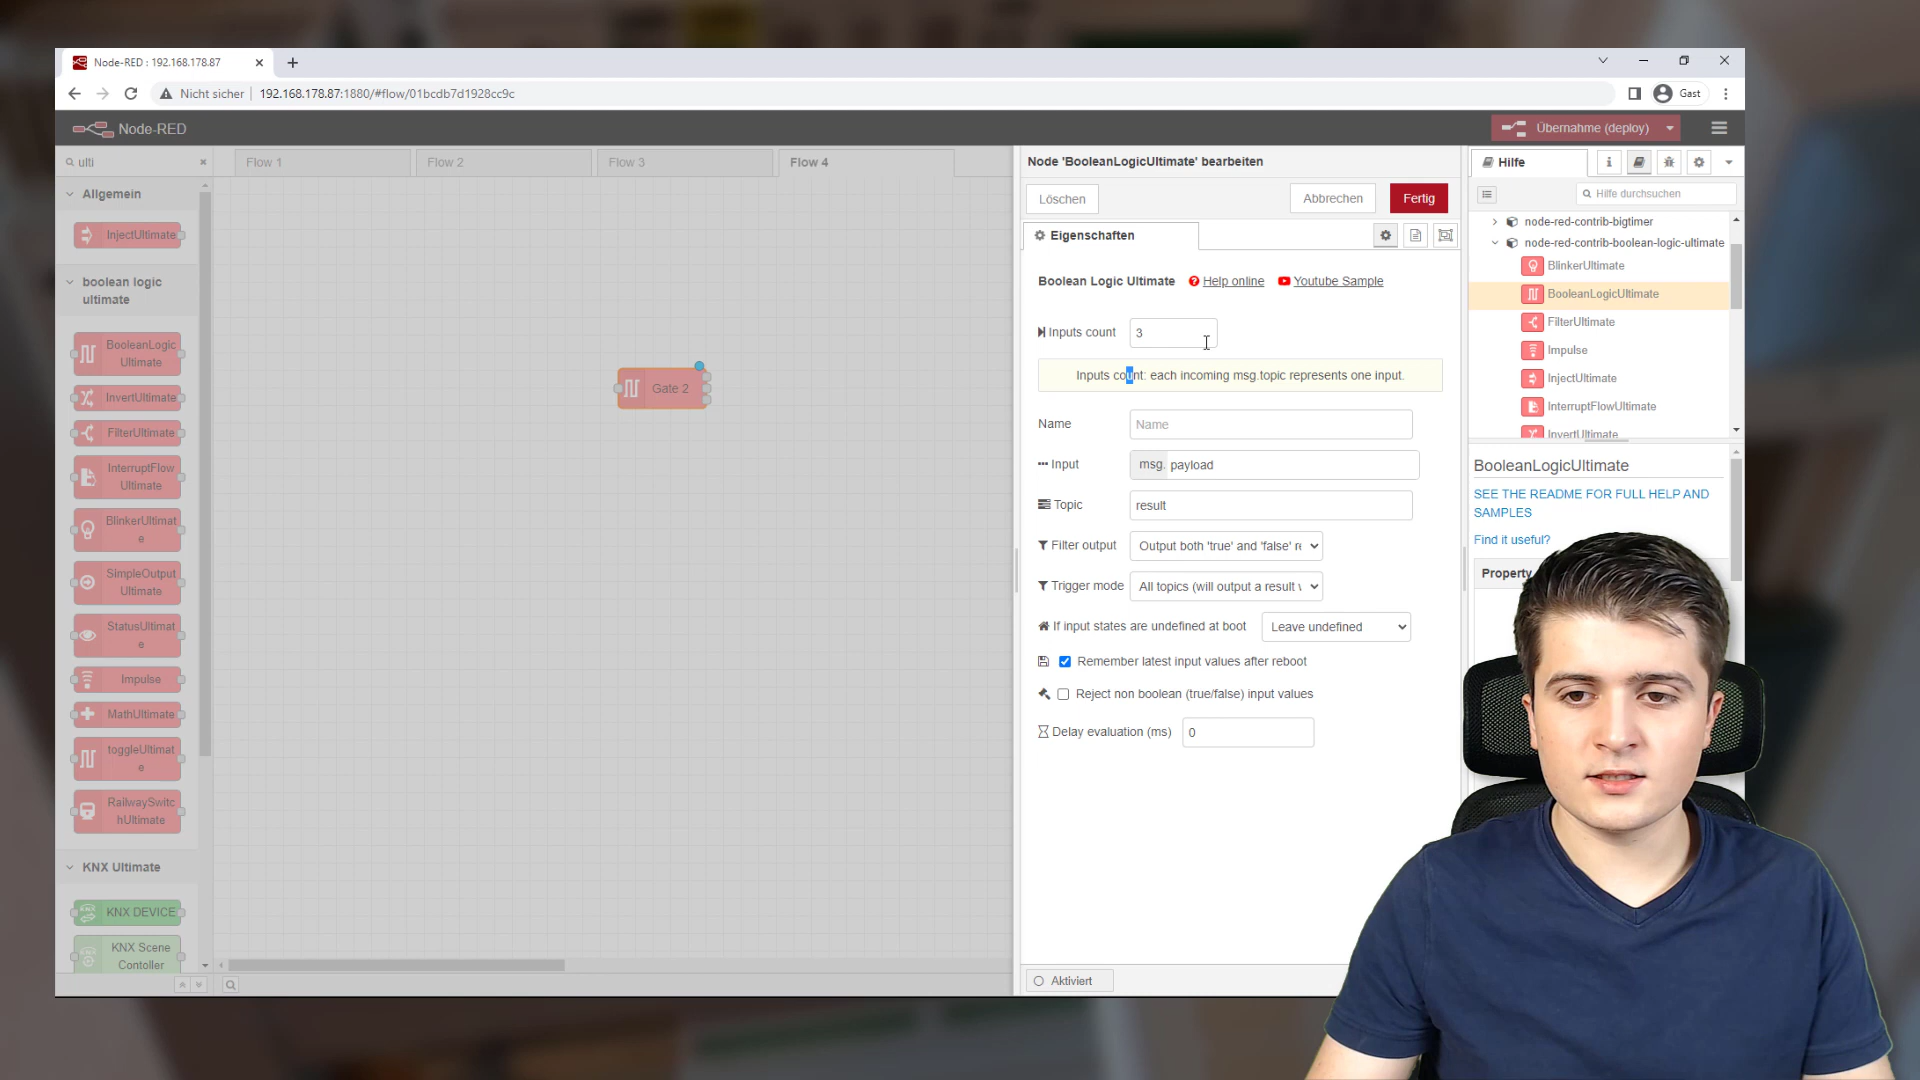 Node-RED : 192.168.178.87
Nicht sicher
192.168.178.87:1880/#flow/01bcdb7d1928cc9c
Gast
Node-RED
Übernahme (deploy)
ulti
Flow 1
Flow 2
Flow 3
Flow 4
Allgemein
InjectUltimate
boolean logic
ultimate
BooleanLogic
Ultimate
InvertUltimate
FilterUltimate
InterruptFlow
Ultimate
BlinkerUltimat
e
SimpleOutput
Ultimate
StatusUltimat
e
Impulse
MathUltimate
toggleUltimat
e
RailwaySwitc
hUltimate
KNX Ultimate
KNX DEVICE
KNX Scene
Contoller
Gate 2
Node 'BooleanLogicUltimate' bearbeiten
Löschen
Abbrechen
Fertig
Eigenschaften
Boolean Logic Ultimate
Help online
Youtube Sample
Inputs count
3
Inputs count: each incoming msg.topic represents one input.
Name
Name
Input
msg. payload
Topic
result
Filter output
Output both 'true' and 'false' re
Trigger mode
All topics (will output a result v
If input states are undefined at boot
Leave undefined
Remember latest input values after reboot
Reject non boolean (true/false) input values
Delay evaluation (ms)
0
Aktiviert
Hilfe
Hilfe durchsuchen
node-red-contrib-bigtimer
node-red-contrib-boolean-logic-ultimate
BlinkerUltimate
BooleanLogicUltimate
FilterUltimate
Impulse
InjectUltimate
InterruptFlowUltimate
InvertUltimate
BooleanLogicUltimate
SEE THE README FOR FULL HELP AND
SAMPLES
Find it useful?
Property